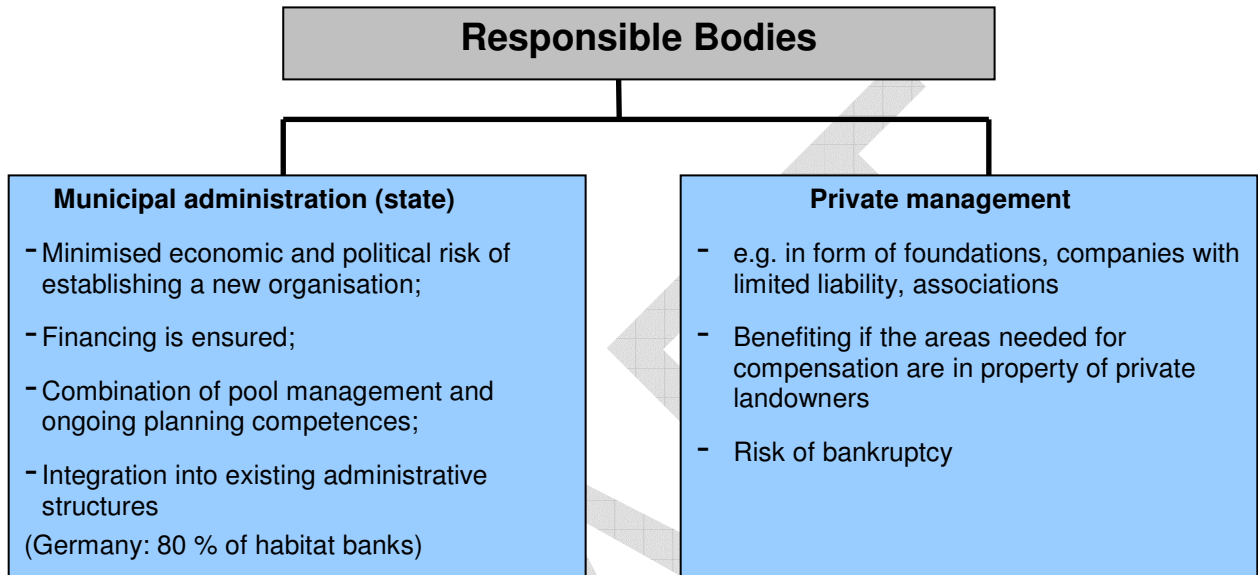 Responsible Bodies
Municipal administration (state)
- Minimised economic and political risk of
establishing a new organisation;
- Financing is ensured;
- Combination of pool management and
ongoing planning competences;
- Integration into existing administrative
structures
(Germany: 80 % of habitat banks)
Private management
- e.g. in form of foundations, companies with
limited liability, associations
- Benefiting if the areas needed for
compensation are in property of private
landowners
- Risk of bankruptcy